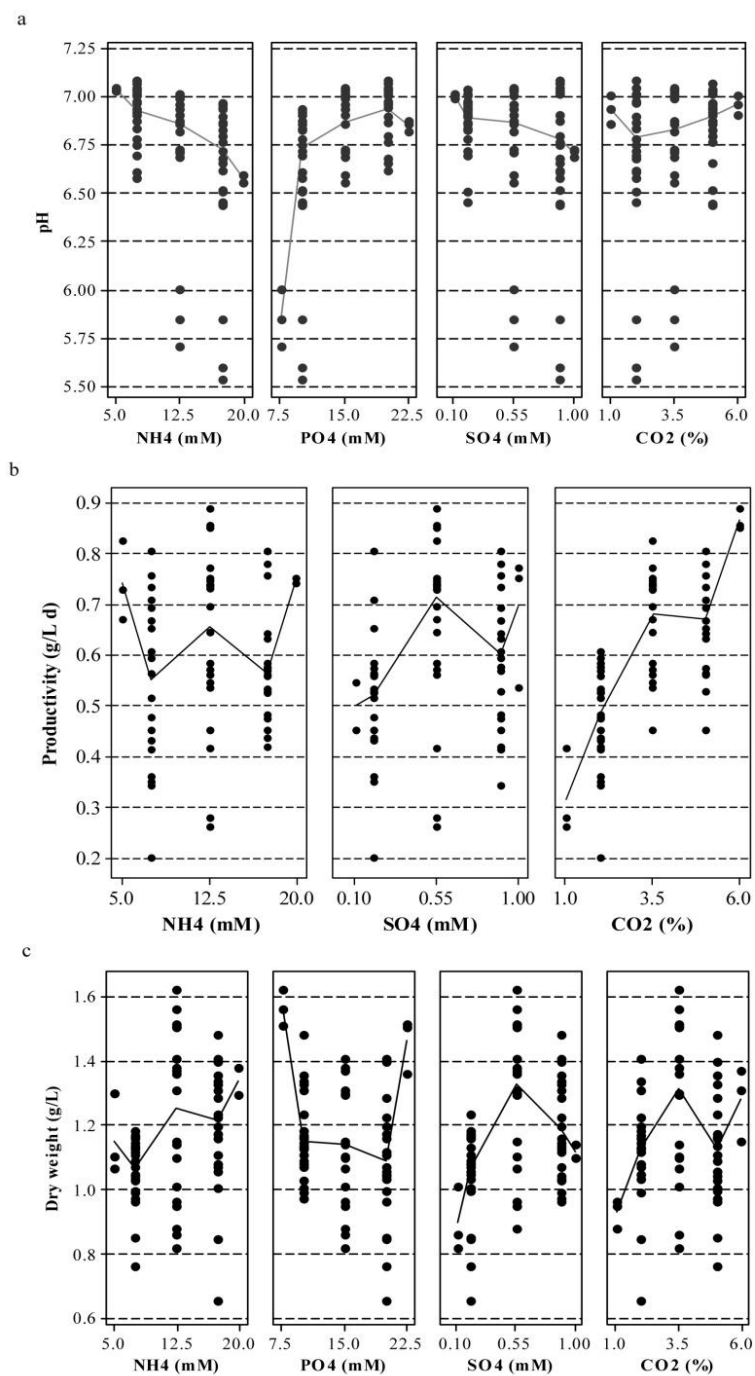 a
7.25
7.00
6.75
6.50
6.25
6.00
5.75
5.50
pH
5.0 12.5 20.0
7.5 15.0 22.5
0.10 0.55 1.00
1.0 3.5 6.0
NH4 (mM)
PO4 (mM)
SO4 (mM)
CO2 (%)
b
0.9
0.8
0.7
0.6
0.5
0.4
0.3
0.2
Productivity (g/L d)
5.0 12.5 20.0
0.10 0.55 1.00
1.0 3.5 6.0
NH4 (mM)
SO4 (mM)
CO2 (%)
c
1.6
1.4
1.2
1.0
0.8
0.6
Dry weight (g/L)
5.0 12.5 20.0
7.5 15.0 22.5
0.10 0.55 1.00
1.0 3.5 6.0
NH4 (mM)
PO4 (mM)
SO4 (mM)
CO2 (%)